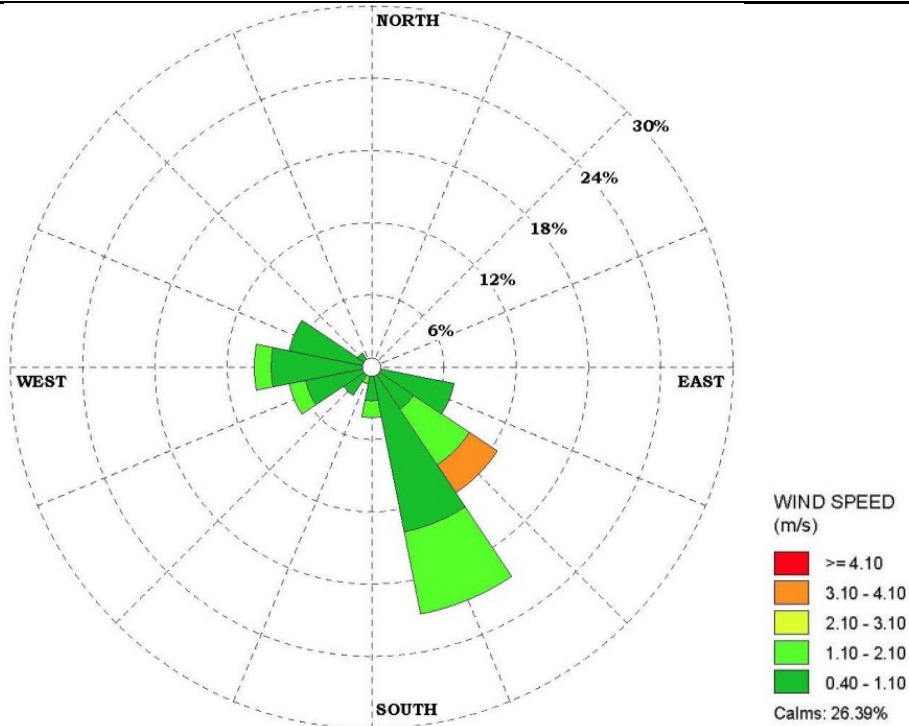 NORTH
30%
24%
18%
12%
6%
WEST
EAST
SOUTH
WIND SPEED
(m/s)
>= 4.10
3.10 - 4.10
2.10 - 3.10
1.10 - 2.10
0.40 - 1.10
Calms: 26.39%